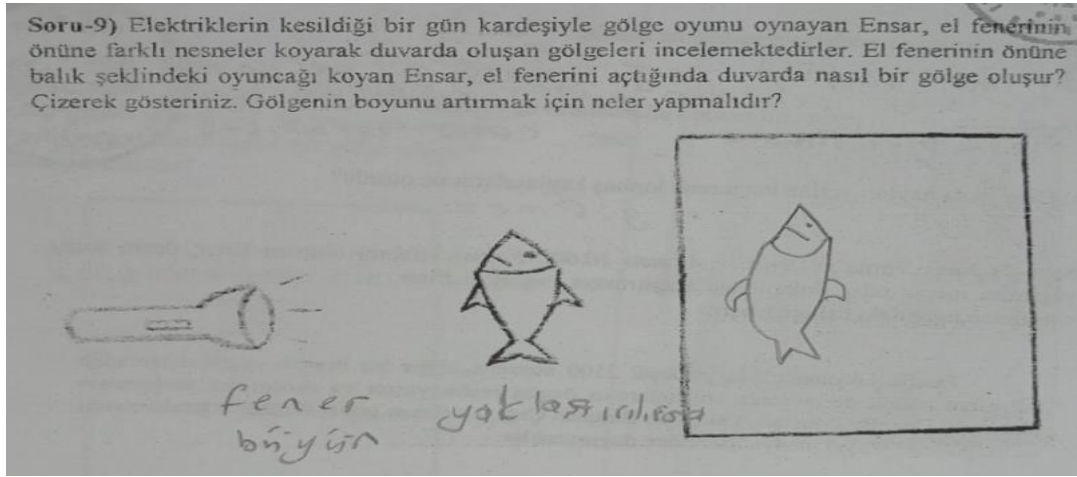 Soru-9) Elektriklerin kesildiği bir gün kardeşiyle gölge oyunu oynayan Ensar, el fenerinin
önüne farklı nesneler koyarak duvarda oluşan gölgeleri incelemektedirler. El fenerinin önüne
balık şeklindeki oyuncağı koyan Ensar, el fenerini açtığında duvarda nasıl bir gölge oluşur?
Çizerek gösteriniz. Gölgenin boyunu artırmak için neler yapmalıdır?
fener yaklaştırılırsa
büyür